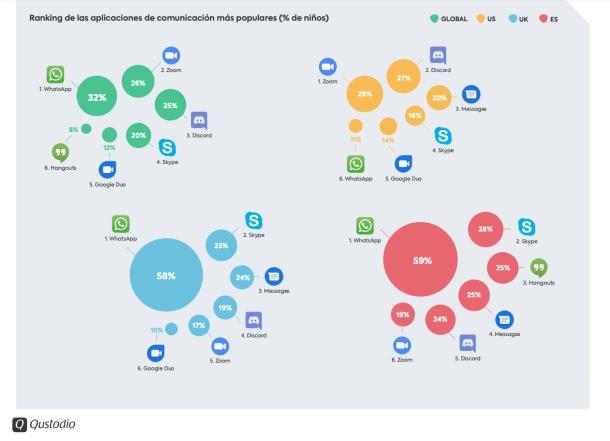 Ranking de las aplicaciones de comunicación más populares (% de niños)
GLOBAL
US
UK
ES
1. WhatsApp
32%
26%
2. Zoom
25%
3. Discord
20%
4. Skype
12%
5. Google Duo
8%
6. Hangouts
1. Zoom
29%
27%
2. Discord
20%
3. Messages
16%
4. Skype
14%
5. Google Duo
11%
6. WhatsApp
1. WhatsApp
58%
25%
2. Skype
24%
3. Messages
19%
4. Discord
17%
5. Zoom
10%
6. Google Duo
1. WhatsApp
59%
28%
2. Skype
25%
3. Hangouts
25%
4. Messages
24%
5. Discord
19%
6. Zoom
Qustodio